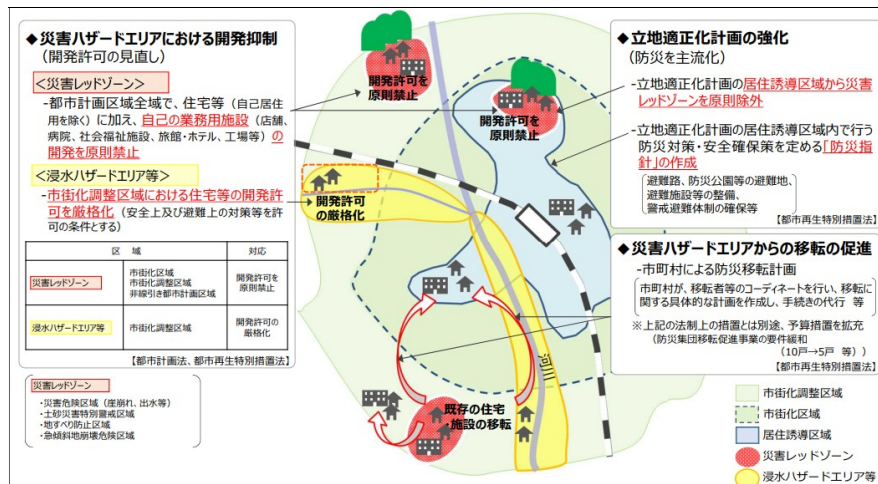 ◆災害ハザードエリアにおける開発抑制
（開発許可の見直し）
＜災害レッドゾーン＞
-都市計画区域全域で、住宅等（自己居住
用を除く）に加え、自己の業務用施設（店舗、
病院、社会福祉施設、旅館・ホテル、工場等）の
開発を原則禁止
＜浸水ハザードエリア等＞
-市街化調整区域における住宅等の開発許
可を厳格化（安全上及び避難上の対策等を許
可の条件とする）
区　域　対応
災害レッドゾーン
市街化区域
市街化調整区域
非線引き都市計画区域
開発許可を
原則禁止
浸水ハザードエリア等
市街化調整区域
開発許可の
厳格化
【都市計画法、都市再生特別措置法】
災害レッドゾーン
・災害危険区域（崖崩れ、出水等）
・土砂災害特別警戒区域
・地すべり防止区域
・急傾斜地崩壊危険区域
開発許可を
原則禁止
開発許可を
原則禁止
開発許可
の厳格化
河川
既存の住宅
・施設の移転
◆立地適正化計画の強化
（防災を主流化）
-立地適正化計画の居住誘導区域から災害
レッドゾーンを原則除外
-立地適正化計画の居住誘導区域内で行う
防災対策・安全確保策を定める「防災指
針」の作成
避難路、防災公園等の避難地、
避難施設等の整備、
警戒避難体制の確保等
【都市再生特別措置法】
◆災害ハザードエリアからの移転の促進
-市町村による防災移転計画
市町村が、移転者等のコーディネートを行い、移転に
関する具体的な計画を作成し、手続きの代行　等
※上記の法制上の措置とは別途、予算措置を拡充
（防災集団移転促進事業の要件緩和
（10戸→5戸　等））
【都市再生特別措置法】
市街化調整区域
市街化区域
居住誘導区域
災害レッドゾーン
浸水ハザードエリア等